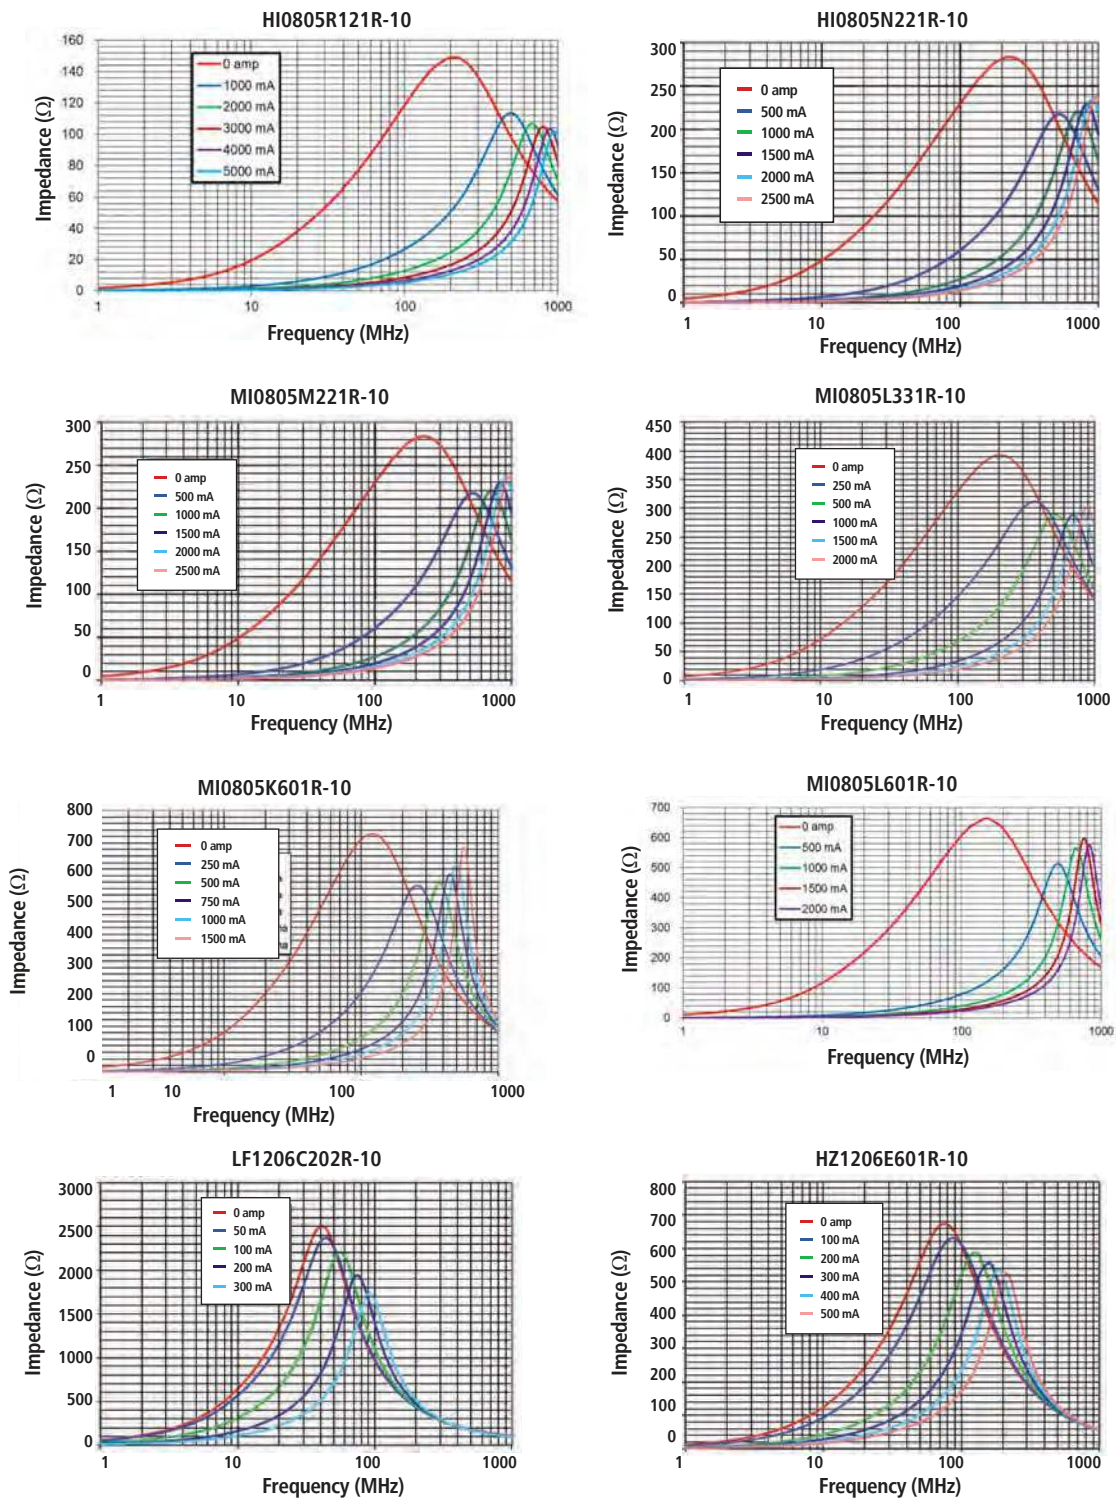 HI0805R121R-10
Impedance (Ω)
160
140
120
100
80
60
40
20
0
0 amp
1000 mA
2000 mA
3000 mA
4000 mA
5000 mA
1
10
100
1000
Frequency (MHz)
HI0805N221R-10
Impedance (Ω)
300
250
200
150
100
50
0
0 amp
500 mA
1000 mA
1500 mA
2000 mA
2500 mA
1
10
100
1000
Frequency (MHz)
MI0805M221R-10
Impedance (Ω)
300
250
200
150
100
50
0
0 amp
500 mA
1000 mA
1500 mA
2000 mA
2500 mA
1
10
100
1000
Frequency (MHz)
MI0805L331R-10
Impedance (Ω)
450
400
350
300
250
200
150
100
50
0
0 amp
250 mA
500 mA
1000 mA
1500 mA
2000 mA
1
10
100
1000
Frequency (MHz)
MI0805K601R-10
Impedance (Ω)
800
700
600
500
400
300
200
100
0
0 amp
250 mA
500 mA
750 mA
1000 mA
1500 mA
1
10
100
1000
Frequency (MHz)
MI0805L601R-10
Impedance (Ω)
700
600
500
400
300
200
100
0
0 amp
500 mA
1000 mA
1500 mA
2000 mA
1
10
100
1000
Frequency (MHz)
LF1206C202R-10
Impedance (Ω)
3000
2500
2000
1500
1000
500
0
0 amp
50 mA
100 mA
200 mA
300 mA
1
10
100
1000
Frequency (MHz)
HZ1206E601R-10
Impedance (Ω)
800
700
600
500
400
300
200
100
0
0 amp
100 mA
200 mA
300 mA
400 mA
500 mA
1
10
100
1000
Frequency (MHz)